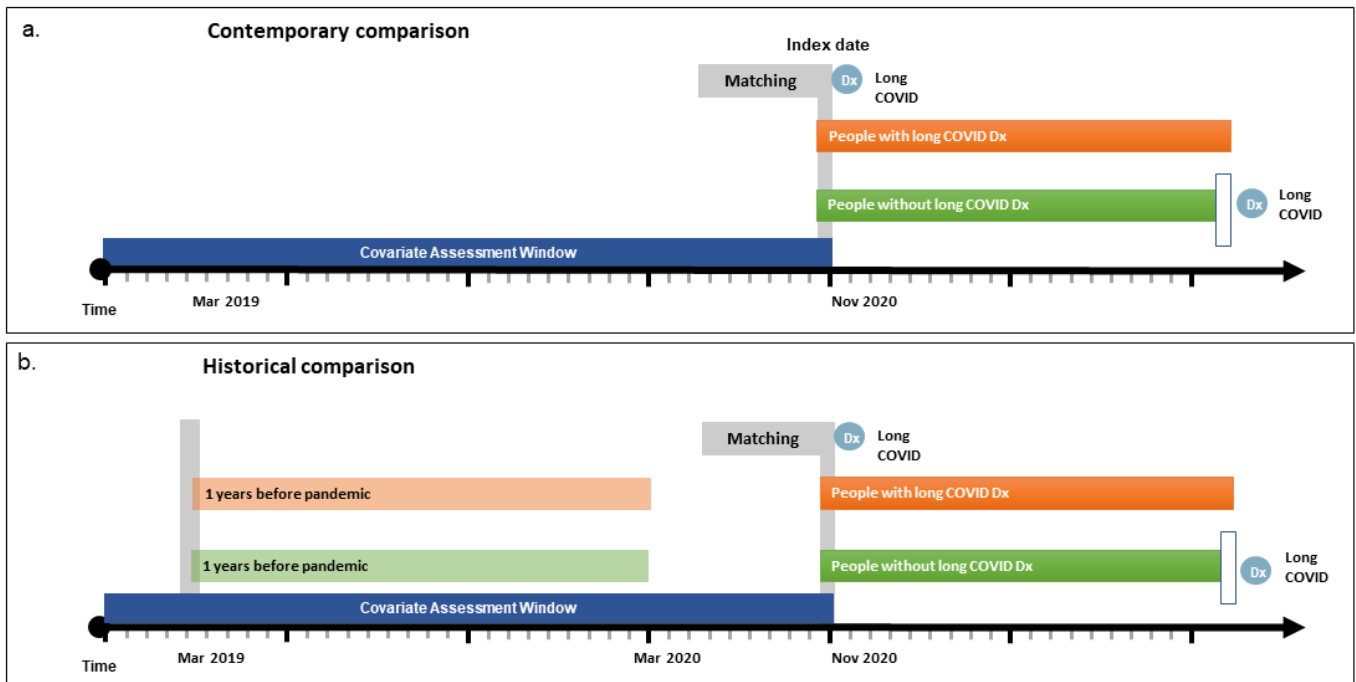 a.
Contemporary comparison
Index date
Matching
Dx
Long
COVID
People with long COVID Dx
People without long COVID Dx
Dx
Long
COVID
Covariate Assessment Window
Time
Mar 2019
Nov 2020
b.
Historical comparison
Matching
Dx
Long
COVID
1 years before pandemic
People with long COVID Dx
1 years before pandemic
People without long COVID Dx
Dx
Long
COVID
Covariate Assessment Window
Time
Mar 2019
Mar 2020
Nov 2020